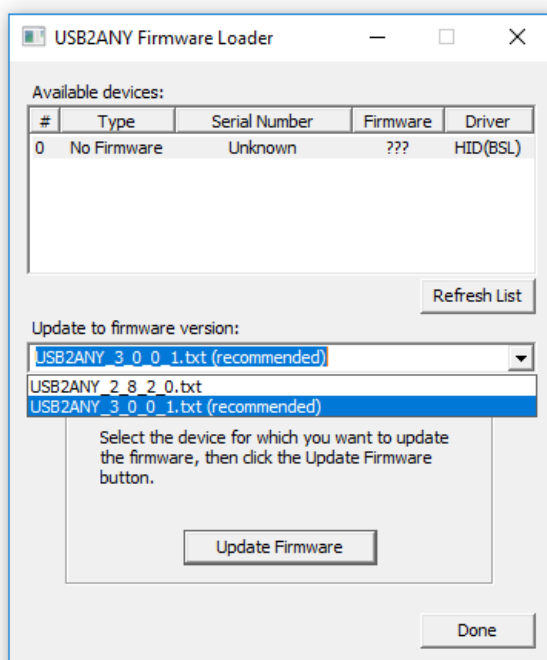 USB2ANY Firmware Loader
Available devices:
# Type Serial Number Firmware Driver
0 No Firmware Unknown ??? HID(BSL)
Refresh List
Update to firmware version:
USB2ANY_3_0_0_1.txt (recommended)
USB2ANY_2_8_2_0.txt
USB2ANY_3_0_0_1.txt (recommended)
Select the device for which you want to update
the firmware, then click the Update Firmware
button.
Update Firmware
Done